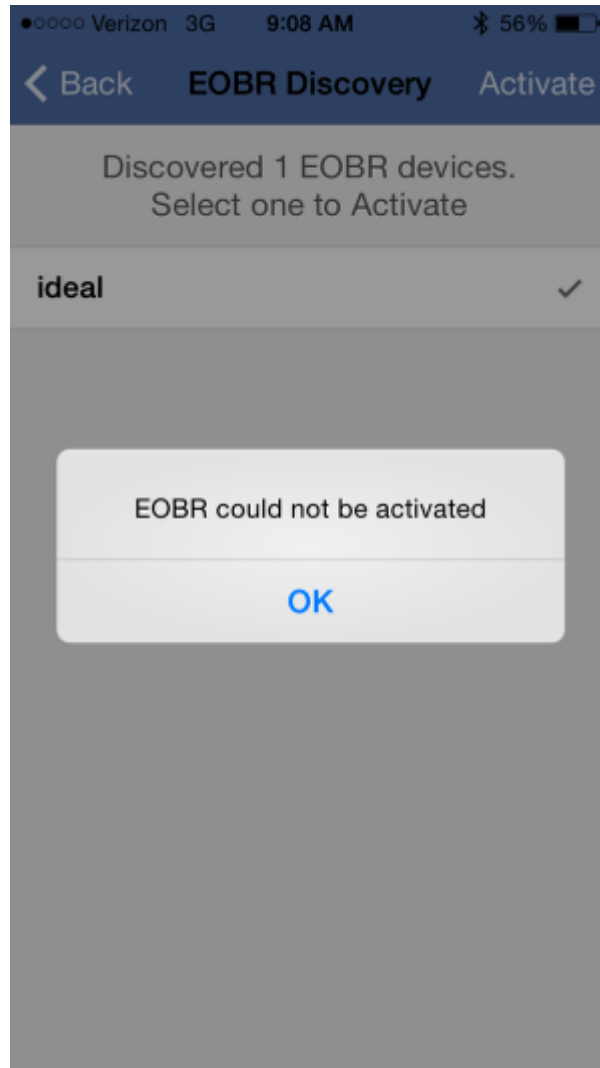 Verizon 3G 9:08 AM 56%
Back EOBR Discovery Activate
Discovered 1 EOBR devices.
Select one to Activate
ideal
EOBR could not be activated
OK